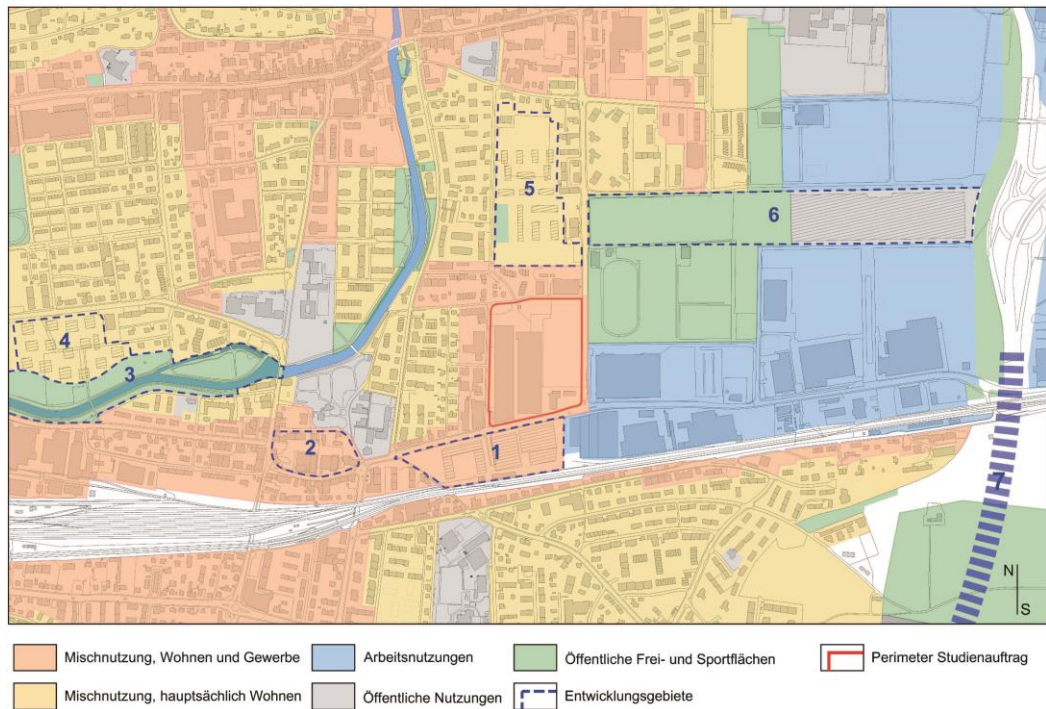 5
6
4
3
2
1
7
N
S
Mischnutzung, Wohnen und Gewerbe
Arbeitsnutzungen
Öffentliche Frei- und Sportflächen
Perimeter Studienauftrag
Mischnutzung, hauptsächlich Wohnen
Öffentliche Nutzungen
Entwicklungsgebiete